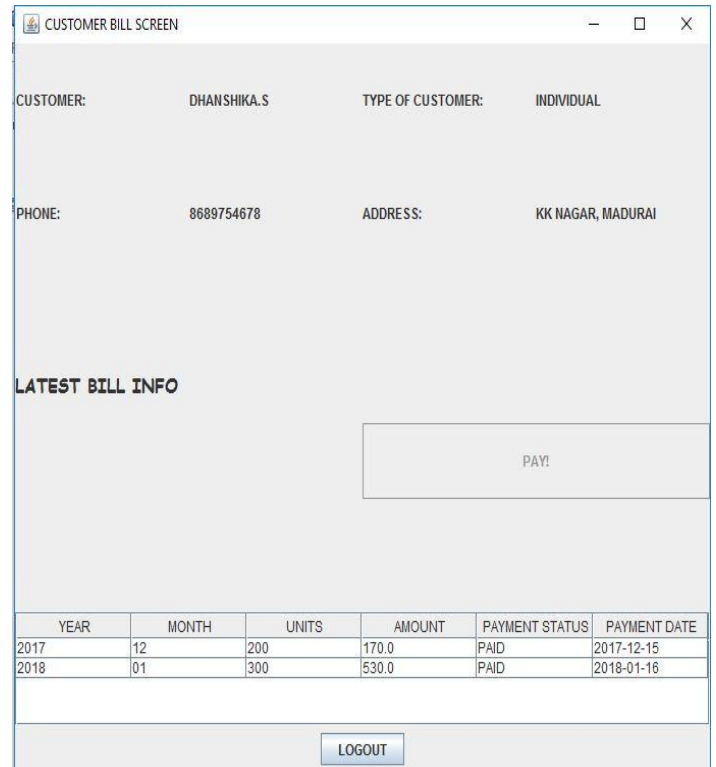 CUSTOMER BILL SCREEN
CUSTOMER: DHANSHIKA.S TYPE OF CUSTOMER: INDIVIDUAL
PHONE: 8689754678 ADDRESS: KK NAGAR, MADURAI
LATEST BILL INFO
PAY!
YEAR MONTH UNITS AMOUNT PAYMENT STATUS PAYMENT DATE
2017 12 200 170.0 PAID 2017-12-15
2018 01 300 530.0 PAID 2018-01-16
LOGOUT